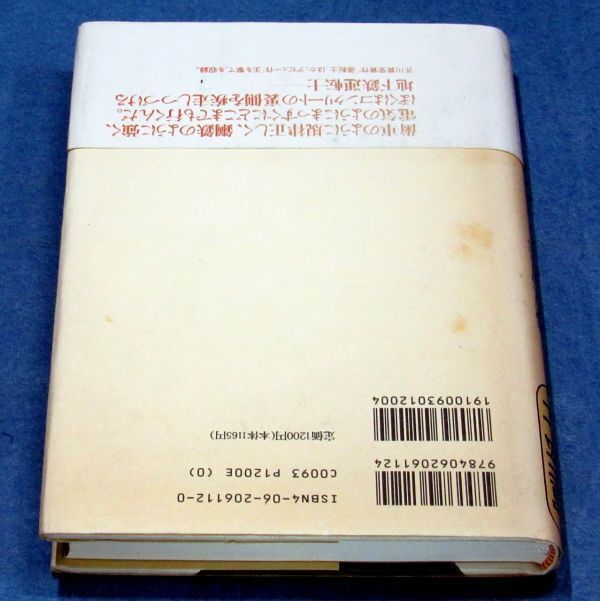 歯車のように規律正しく、鋼鉄のように強く、
電気のようにまっすぐにどこまでも行くんだ。
ぼくはコンクリートの裏側を疾走しつづける
地下鉄運転士
芥川賞受賞作「運転士」ほか、デビュー作「王を撃て」を収録。
9784062061124
1910093012004
ISBN4-06-206112-0
C0093 P1200E (0)
定価1200円(本体1165円)